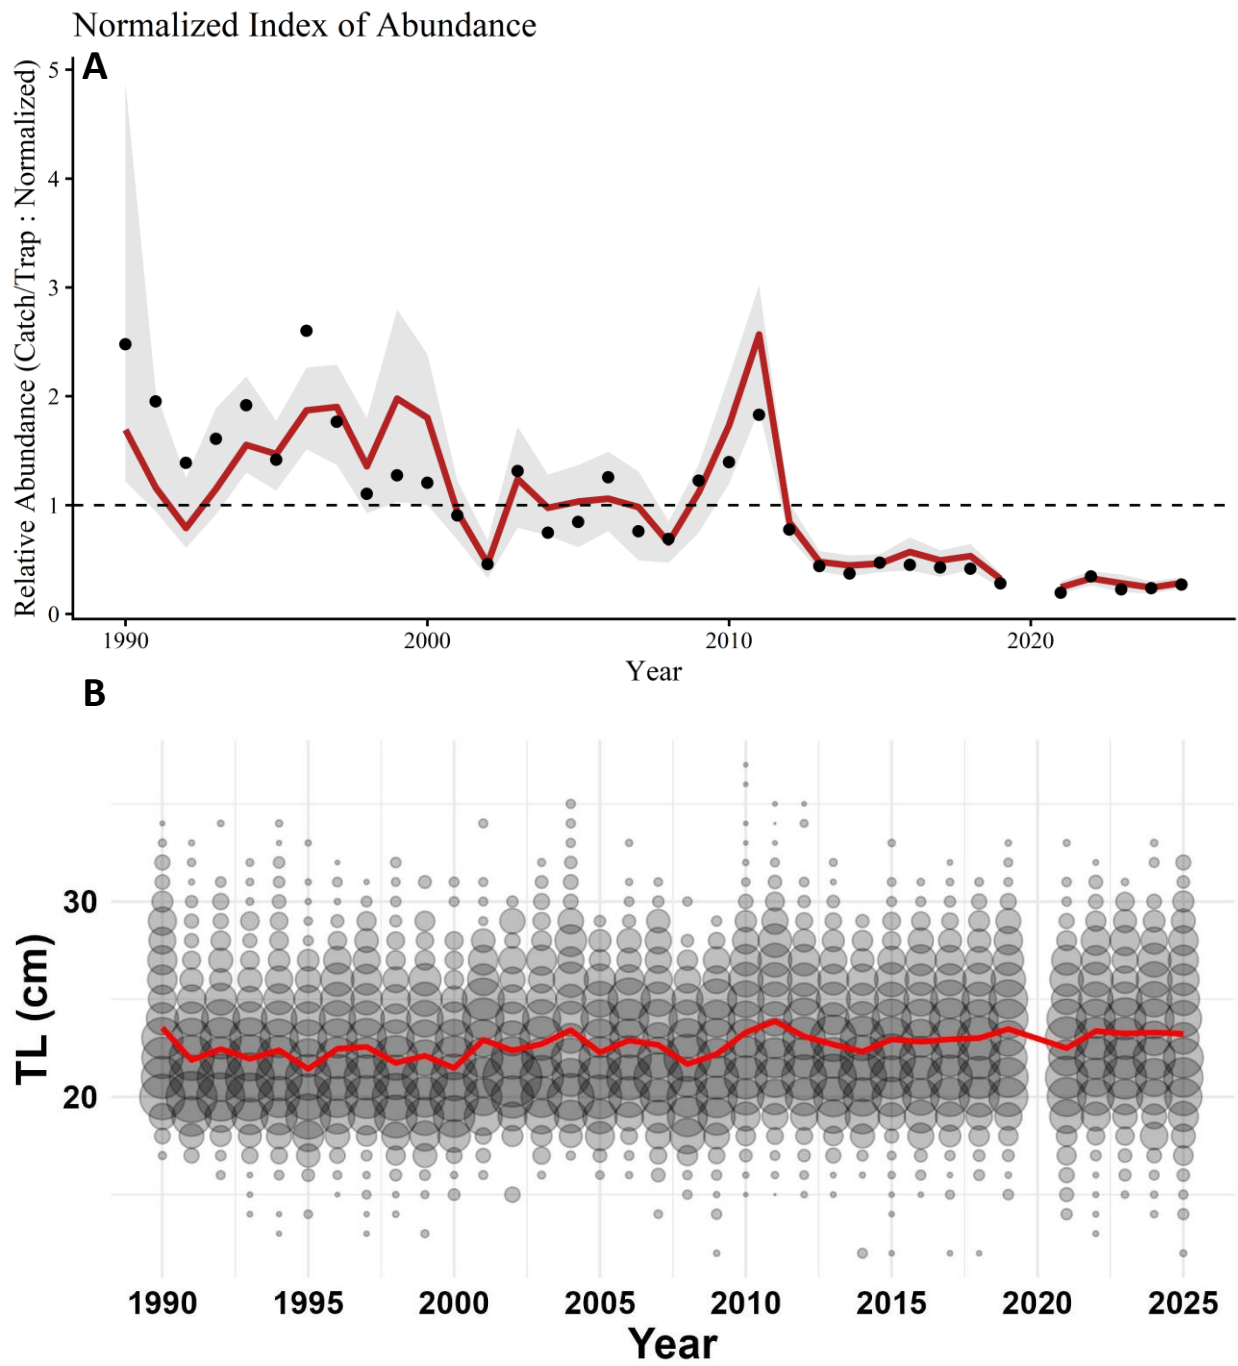 Normalized Index of Abundance
A
Relative Abundance (Catch/Trap : Normalized)
5
4
3
2
1
0
1990 2000 2010 2020
Year
B
TL (cm)
30
20
1990 1995 2000 2005 2010 2015 2020 2025
Year